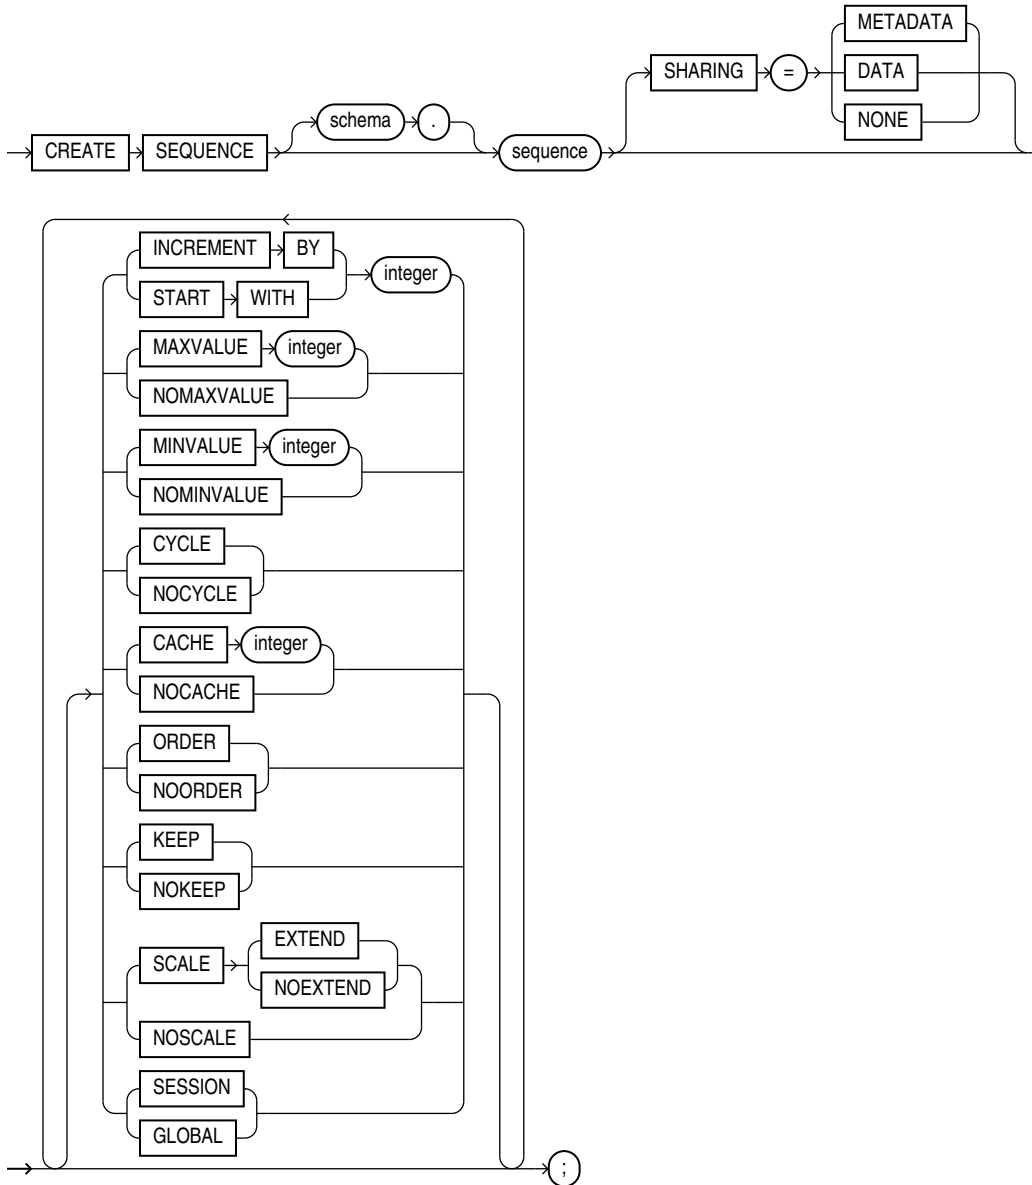 METADATA
SHARING = DATA
NONE
schema .
CREATE SEQUENCE sequence
INCREMENT BY
integer
START WITH
MAXVALUE integer
NOMAXVALUE
MINVALUE integer
NOMINVALUE
CYCLE
NOCYCLE
CACHE integer
NOCACHE
ORDER
NOORDER
KEEP
NOKEEP
EXTEND
SCALE
NOEXTEND
NOSCALE
SESSION
GLOBAL
;